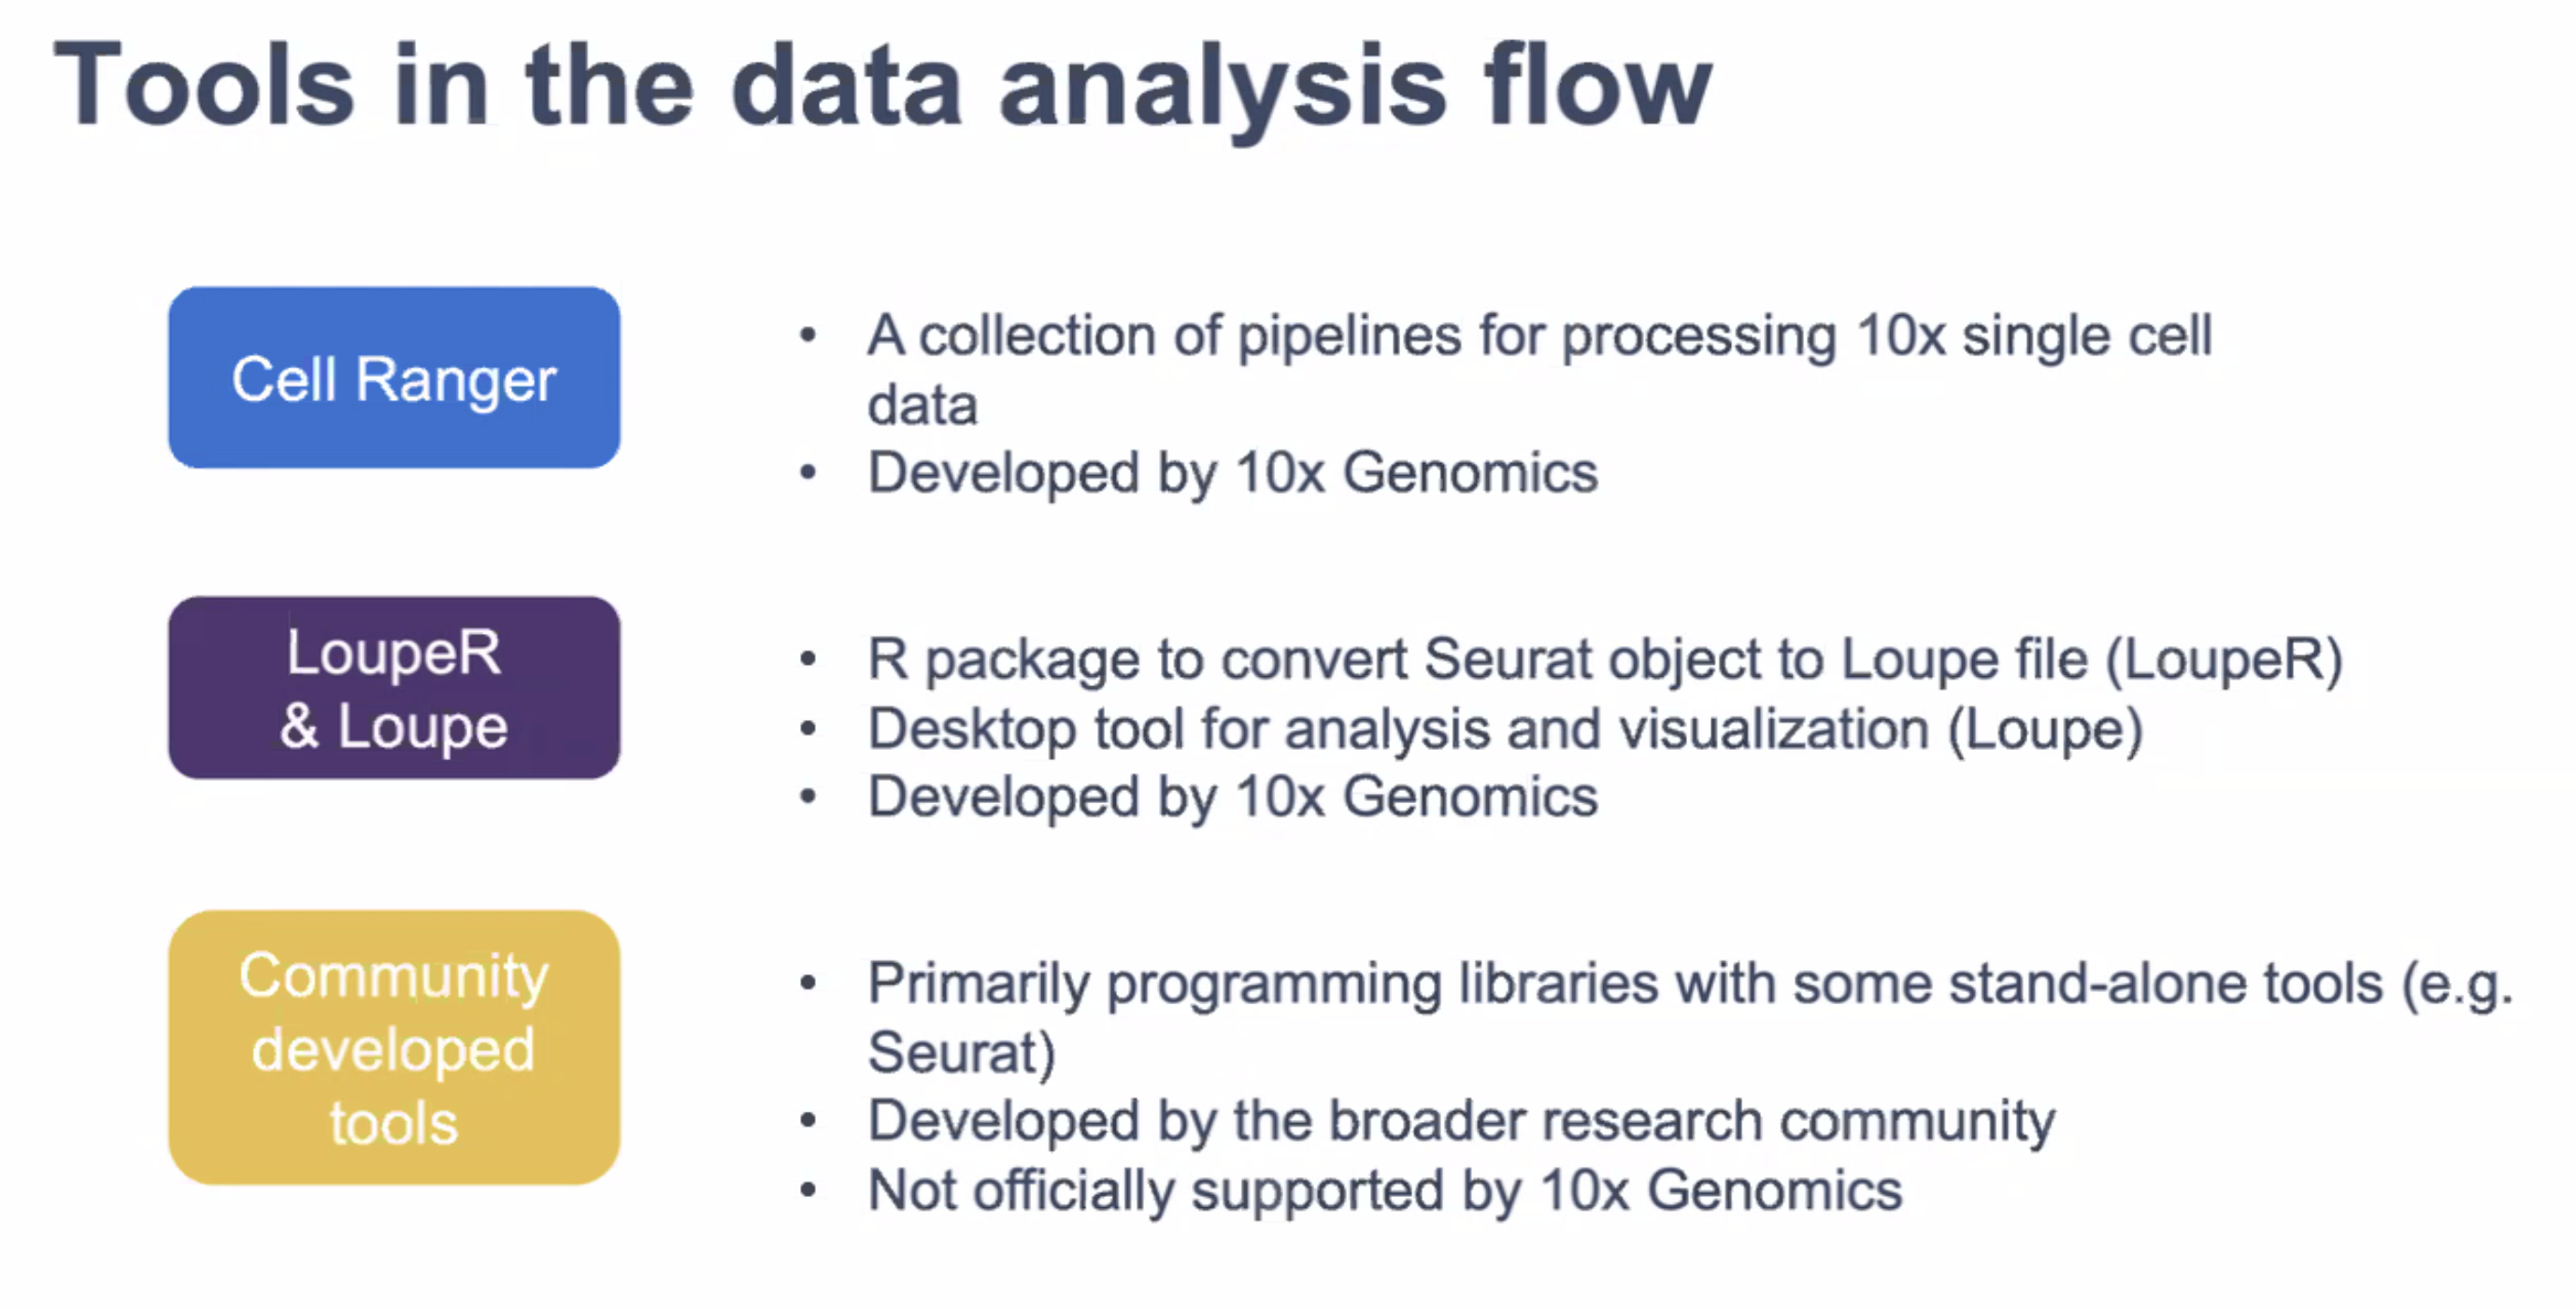 Tools in the data analysis flow
Cell Ranger
• A collection of pipelines for processing 10x single cell
data
• Developed by 10x Genomics
LoupeR
& Loupe
• R package to convert Seurat object to Loupe file (LoupeR)
• Desktop tool for analysis and visualization (Loupe)
• Developed by 10x Genomics
Community
developed
tools
• Primarily programming libraries with some stand-alone tools (e.g.
Seurat)
• Developed by the broader research community
• Not officially supported by 10x Genomics